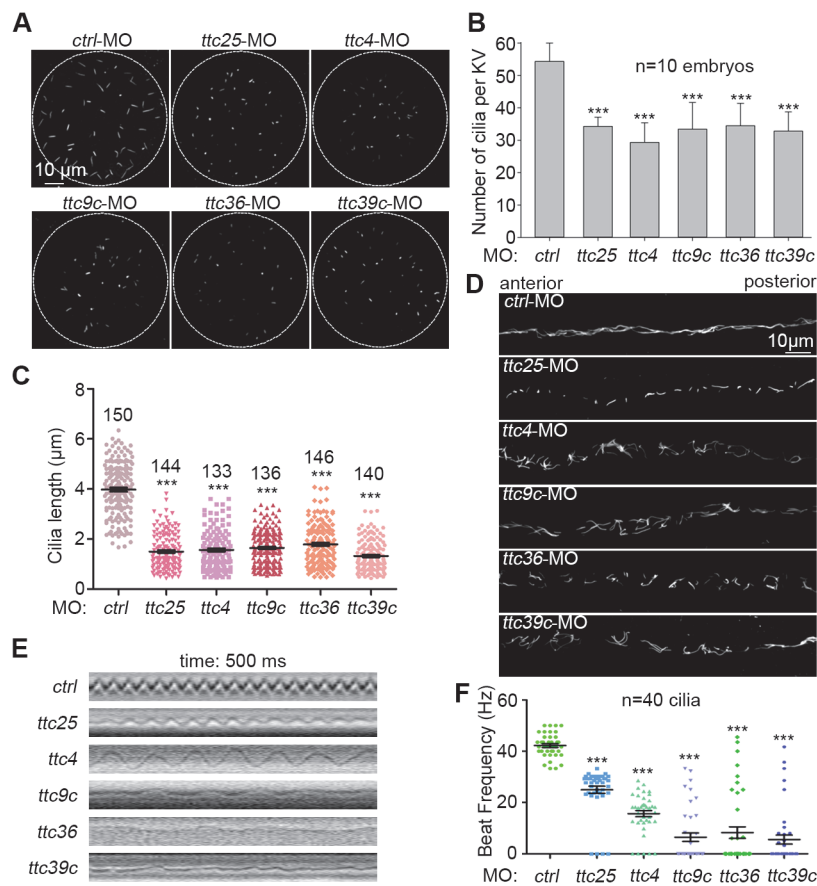 A
ctrl-MO ttc25-MO ttc4-MO
10 µm
ttc9c-MO ttc36-MO ttc39c-MO
B
Number of cilia per KV
60
50
40
30
20
10
0
n=10 embryos
*** *** *** *** ***
MO: ctrl ttc25 ttc4 ttc9c ttc36 ttc39c
C
Cilia length (µm)
8
6
4
2
0
150 144 133 136 146 140
*** *** *** *** ***
MO: ctrl ttc25 ttc4 ttc9c ttc36 ttc39c
D
anterior posterior
ctrl-MO
10µm
ttc25-MO
ttc4-MO
ttc9c-MO
ttc36-MO
ttc39c-MO
E
time: 500 ms
ctrl
ttc25
ttc4
ttc9c
ttc36
ttc39c
F
Beat Frequency (Hz)
60
40
20
0
n=40 cilia
*** *** *** *** ***
MO: ctrl ttc25 ttc4 ttc9c ttc36 ttc39c